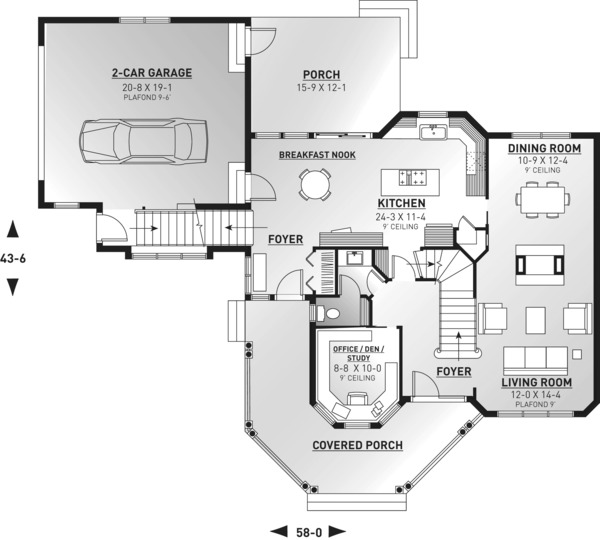 2-CAR GARAGE
20-8 X 19-1
PLAFOND 9'-6'
PORCH
15-9 X 12-1
BREAKFAST NOOK
KITCHEN
24-3 X 11-4
9' CEILING
DINING ROOM
10-9 X 12-4
9' CEILING
FOYER
43-6
OFFICE / DEN /
STUDY
8-8 X 10-0
9' CEILING
FOYER
LIVING ROOM
12-0 X 14-4
PLAFOND 9'
COVERED PORCH
58-0